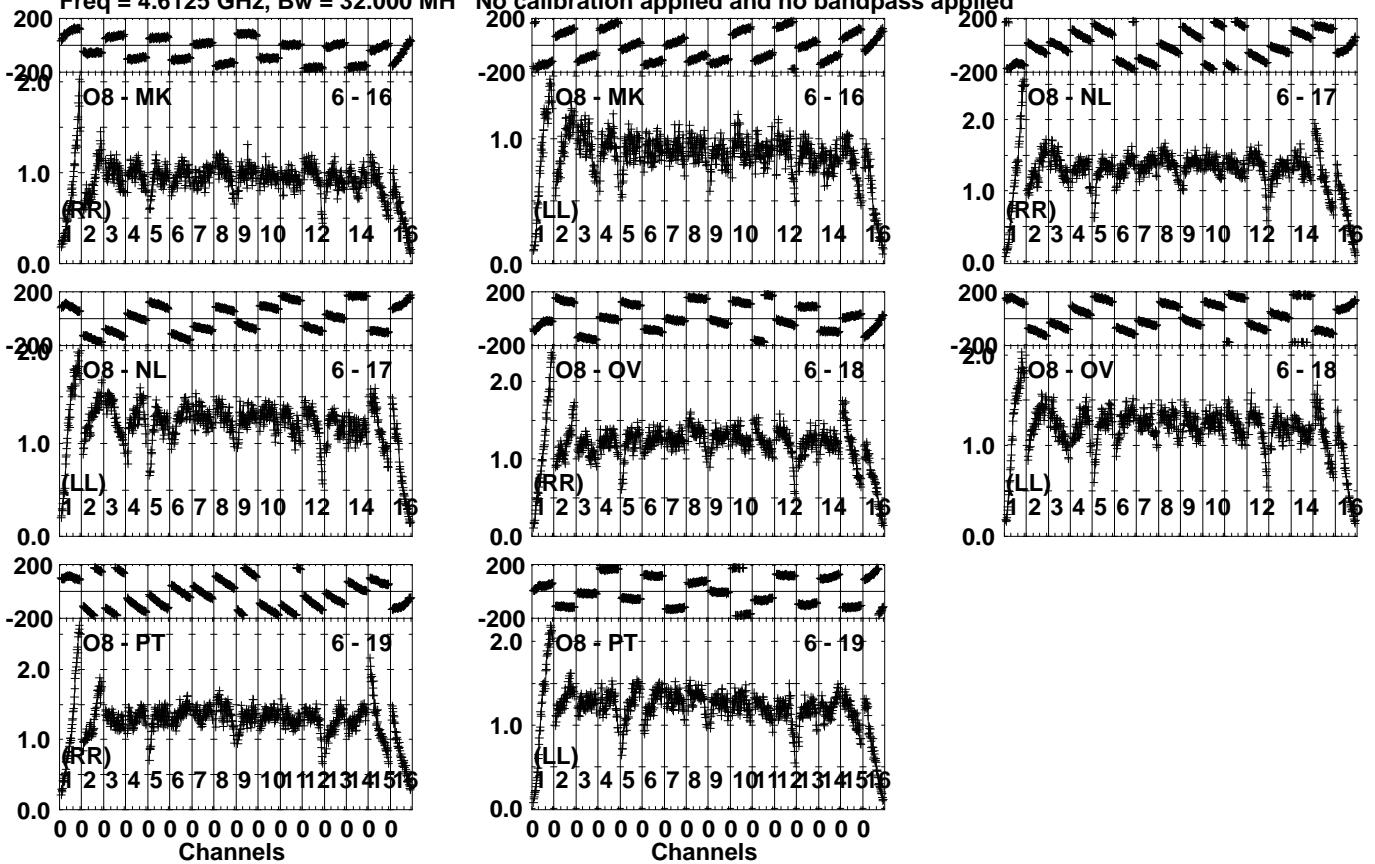 Freq = 4.6125 GHz, Bw = 32.000 MH No calibration applied and no bandpass applied
200
-200
2.0
1.0
0.0
O8 - MK 6 - 16
(RR)
1 2 3 4 5 6 7 8 9 10 12 14 16
200
-200
1.0
0.0
O8 - MK 6 - 16
(LL)
1 2 3 4 5 6 7 8 9 10 12 14 16
200
-200
2.0
1.0
0.0
O8 - NL 6 - 17
(RR)
1 2 3 4 5 6 7 8 9 10 12 14 16
200
-200
2.0
1.0
0.0
O8 - NL 6 - 17
(LL)
1 2 3 4 5 6 7 8 9 10 12 14 16
200
-200
2.0
1.0
0.0
O8 - OV 6 - 18
(RR)
1 2 3 4 5 6 7 8 9 10 12 14 16
200
-200
2.0
1.0
0.0
O8 - OV 6 - 18
(LL)
1 2 3 4 5 6 7 8 9 10 12 14 16
200
-200
2.0
1.0
0.0
O8 - PT 6 - 19
(RR)
1 2 3 4 5 6 7 8 9 10 11 12 13 14 15 16
0 0 0 0 0 0 0 0 0 0 0 0 0 0 0 0
Channels
200
-200
2.0
1.0
0.0
O8 - PT 6 - 19
(LL)
1 2 3 4 5 6 7 8 9 10 11 12 13 14 15 16
0 0 0 0 0 0 0 0 0 0 0 0 0 0 0 0
Channels